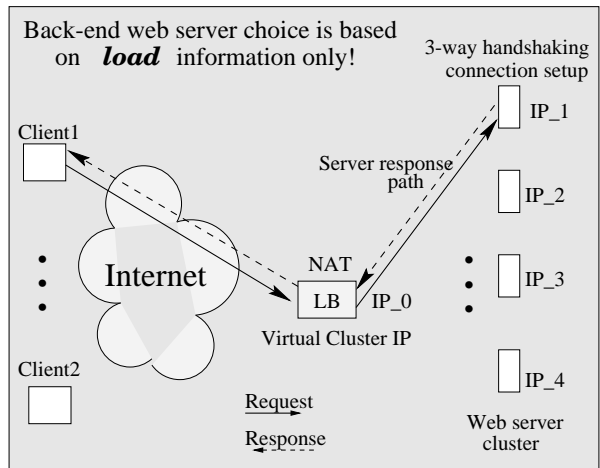 Back-end web server choice is based
on load information only!
3-way handshaking
connection setup
Client1
IP_1
Server response
path
IP_2
Internet
NAT
IP_3
LB
IP_0
Virtual Cluster IP
Client2
IP_4
Request
Response
Web server
cluster